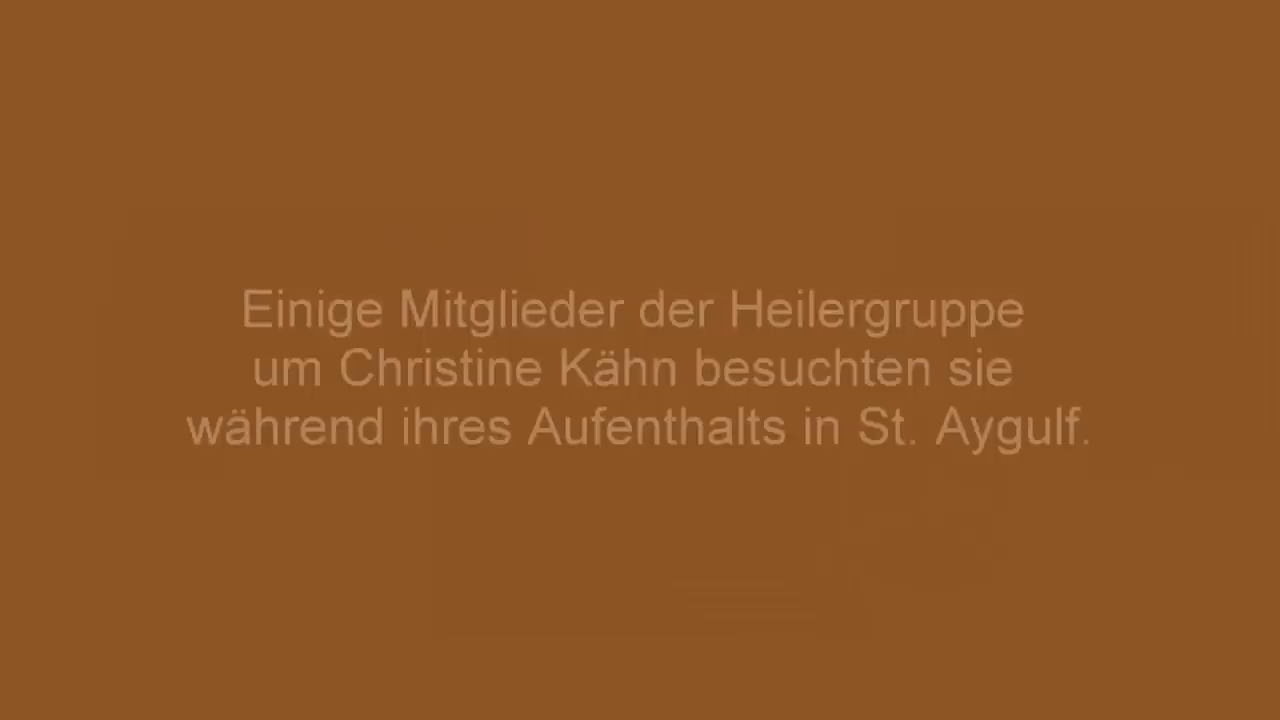 Einige Mitglieder der Heilergruppe
um Christine Kähn besuchten sie
während ihres Aufenthalts in St. Aygulf.